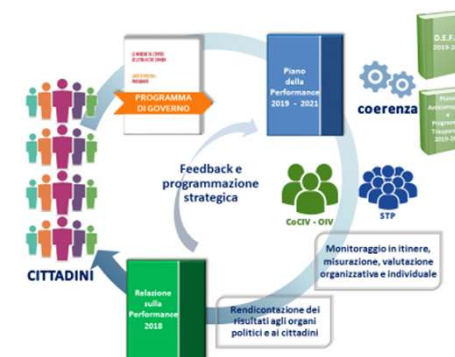 PROGRAMMA
DI GOVERNO
Piano
della
Performance
2019 - 2021
D.E.F.
coerenza
Piano
e
Feedback e
programmazione
strategica
CoCIV - OIV
STP
CITTADINI
Monitoraggio in itinere,
misurazione, valutazione
organizzativa e individuale
Relazione
sulla
Performance
2018
Rendicontazione dei
risultati agli organi
politici e ai cittadini